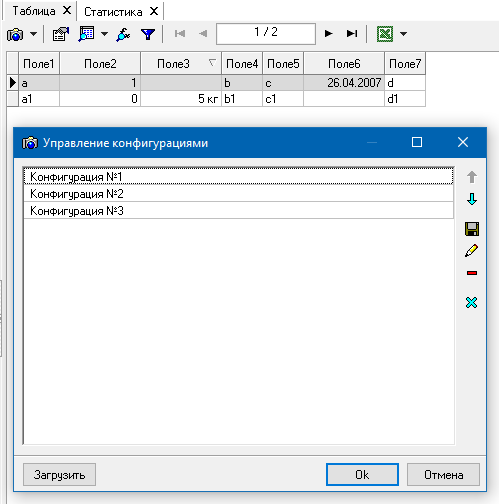 Таблица X Статистика X
1 / 2
Поле1 Поле2 Поле3 Поле4 Поле5 Поле6 Поле7
a 1 b c 26.04.2007 d
a1 0 5 кг b1 c1 d1
Управление конфигурациями
Конфигурация №1
Конфигурация №2
Конфигурация №3
Загрузить Ok Отмена